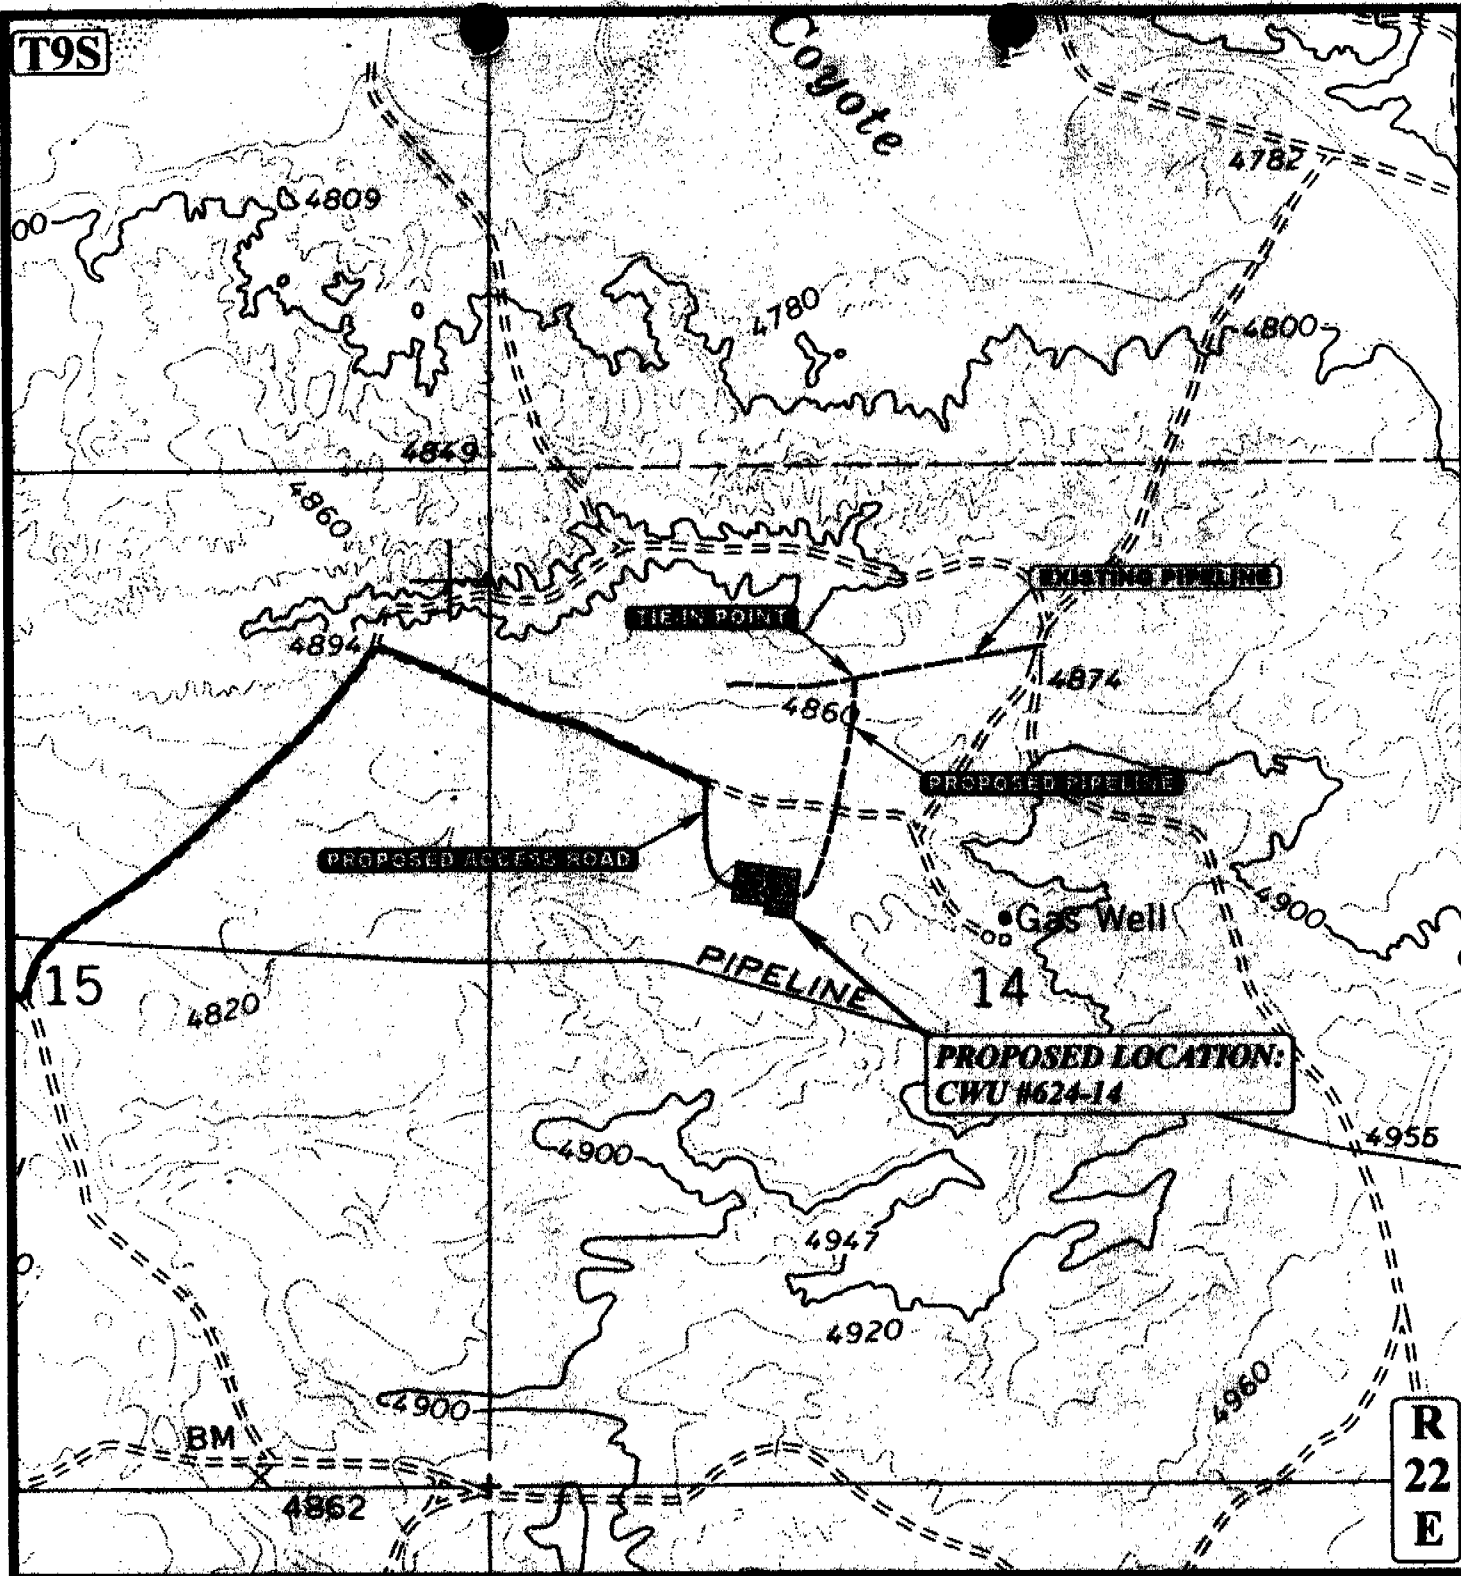 T9S
Coyote
4782
4809
00
4780
4800
4849
4860
EXISTING PIPELINE
TIE-IN POINT
4894
4874
4860
PROPOSED PIPELINE
PROPOSED ACCESS ROAD
4900
Gas Well
15
PIPELINE
14
4820
PROPOSED LOCATION:
CWU #624-14
4955
4900
4947
0
4920
4960
4900
R
22
E
BM
4862